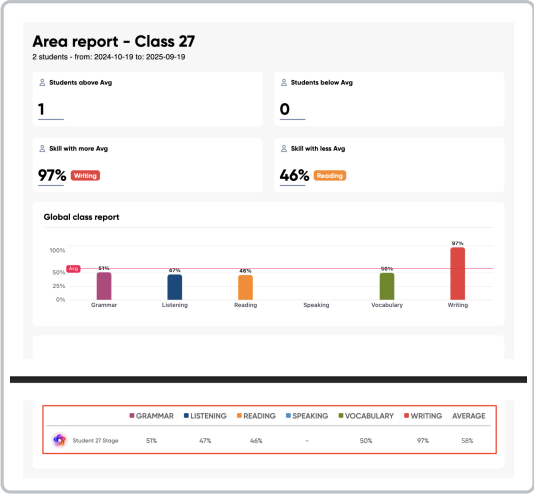 Area report - Class 27
2 students - from: 2024-10-19 to: 2025-09-19
Students above Avg
Students below Avg
1
0
Skill with more Avg
Skill with less Avg
97% Writing
46% Reading
Global class report
100%
50%
25%
0%
Avg
51%
47%
46%
50%
97%
Grammar
Listening
Reading
Speaking
Vocabulary
Writing
GRAMMAR LISTENING READING SPEAKING VOCABULARY WRITING AVERAGE
Student 27 Stage 51% 47% 46% - 50% 97% 58%